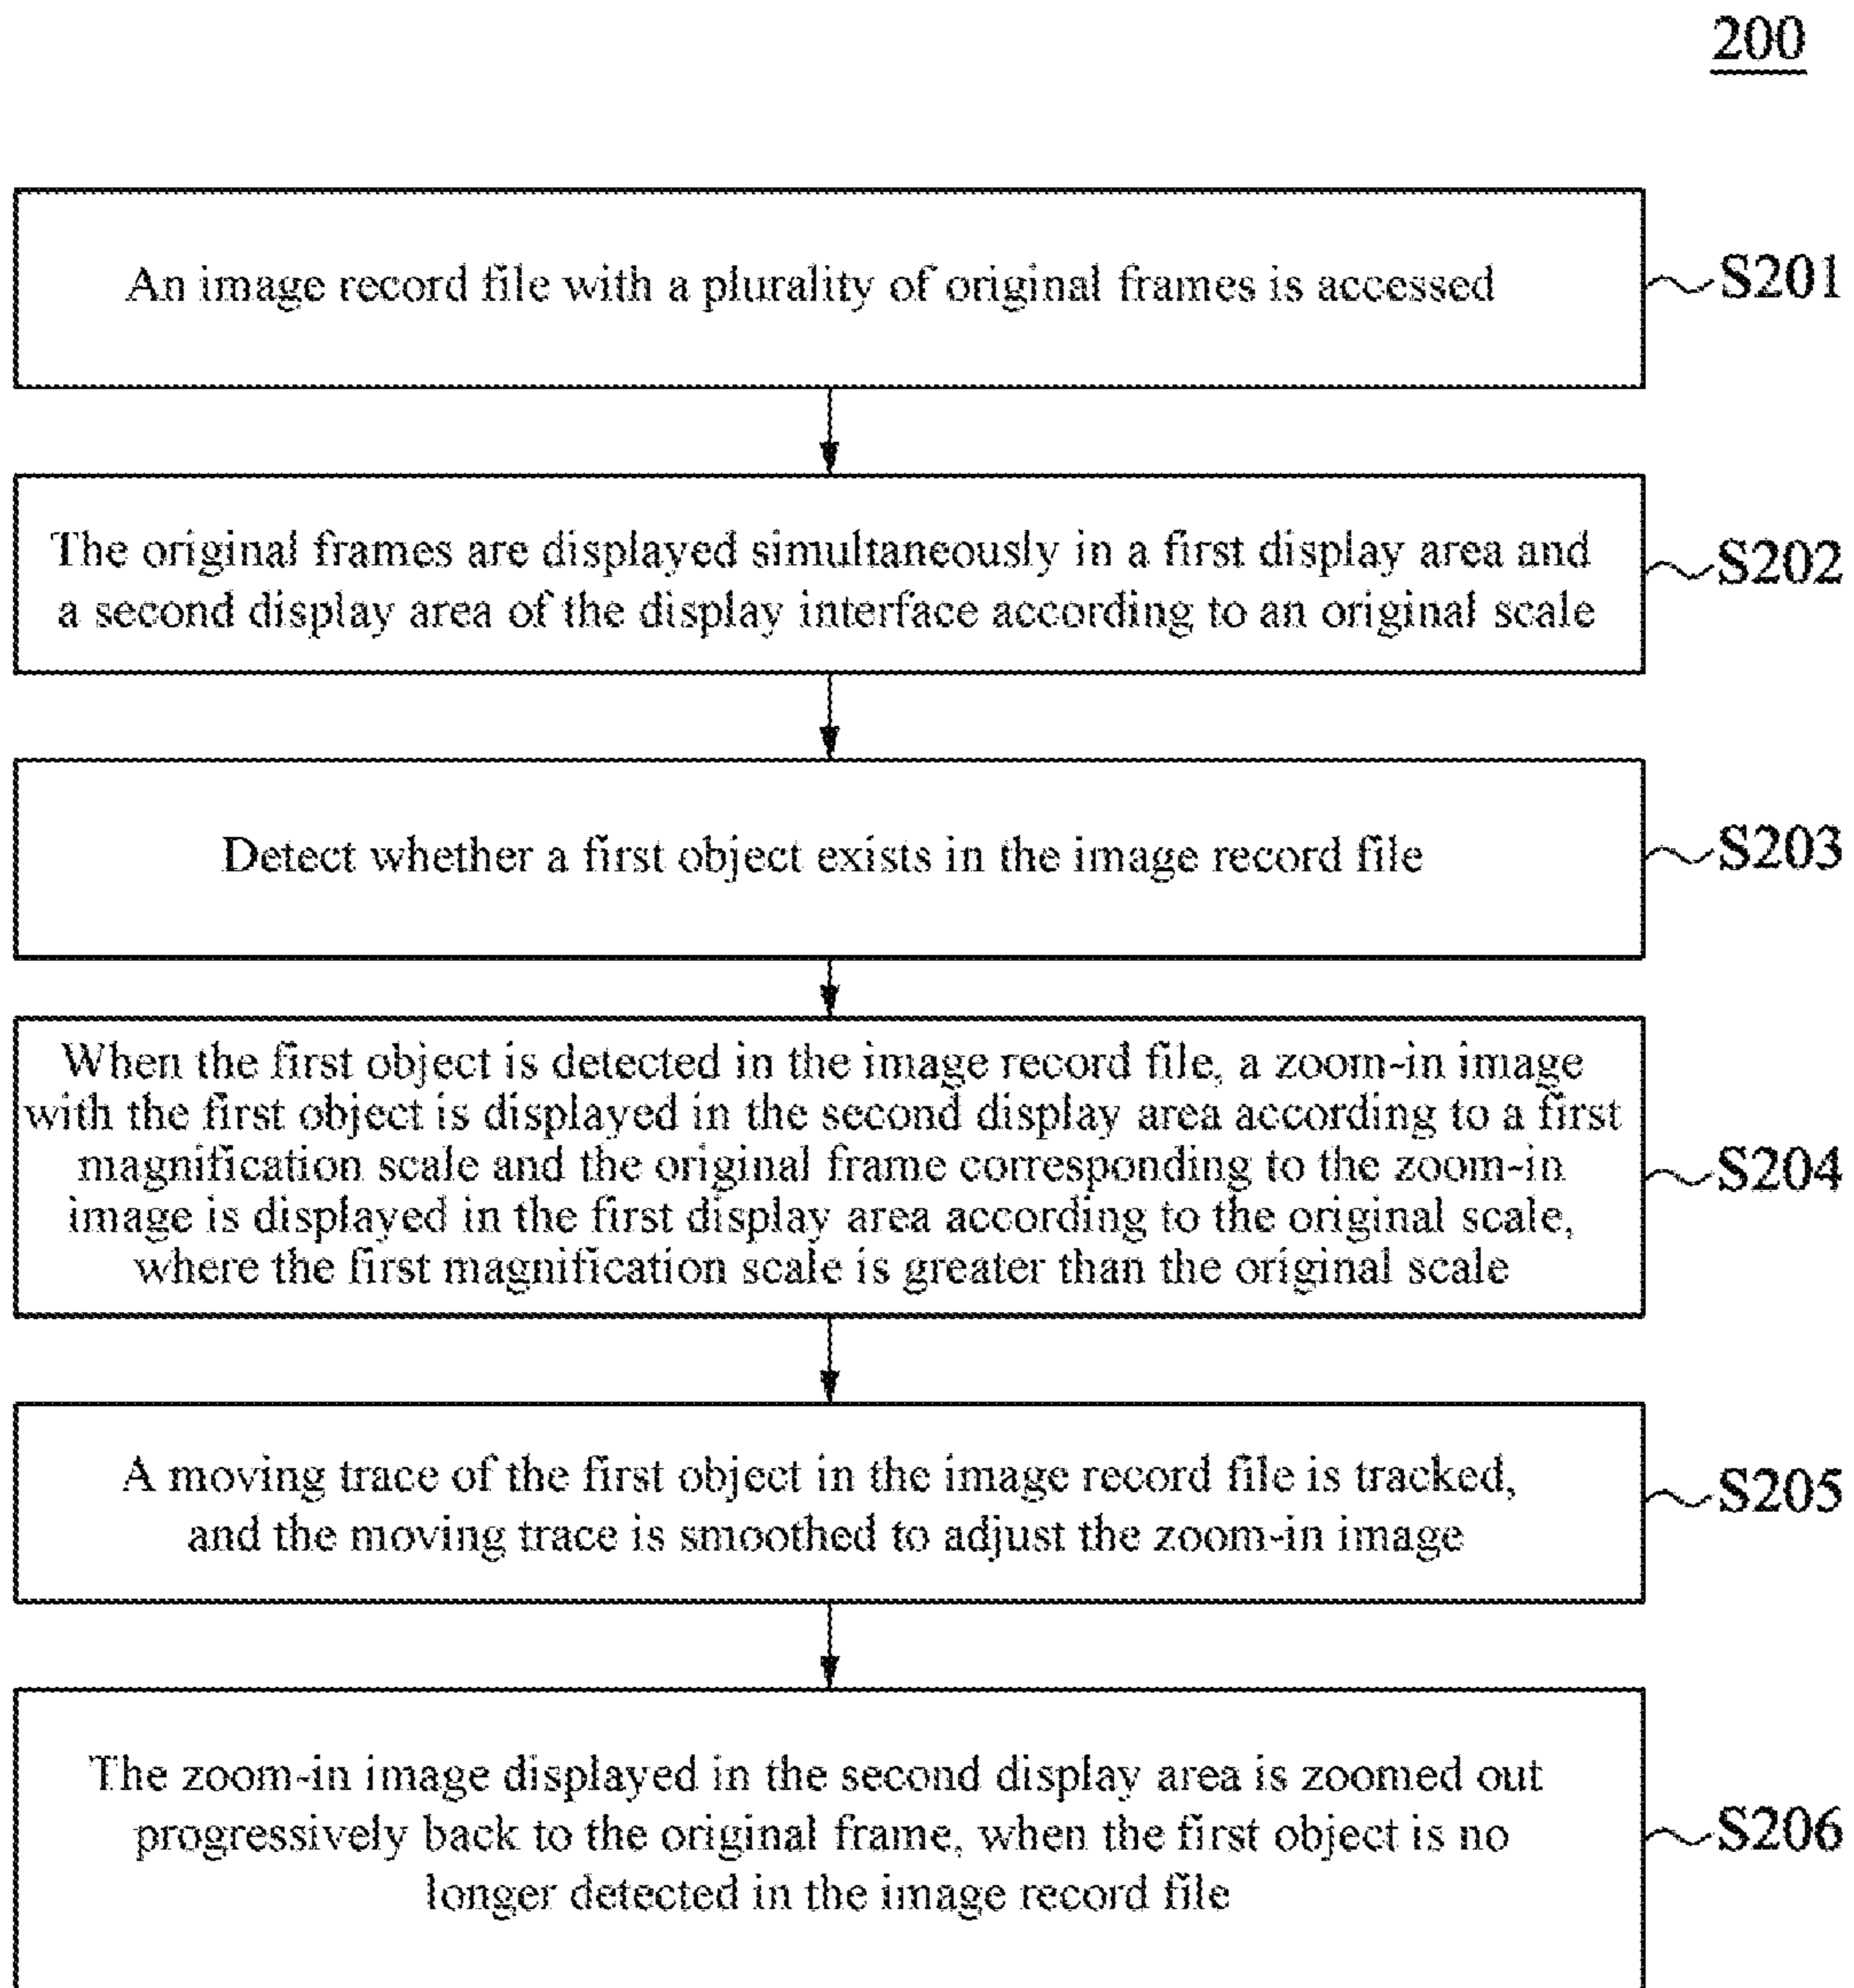 200
An image record file with a plurality of original frames is accessed
S201
The original frames are displayed simultaneously in a first display area and
a second display area of the display interface according to an original scale
S202
Detect whether a first object exists in the image record file
S203
When the first object is detected in the image record file, a zoom-in image
with the first object is displayed in the second display area according to a first
magnification scale and the original frame corresponding to the zoom-in
image is displayed in the first display area according to the original scale,
where the first magnification scale is greater than the original scale
S204
A moving trace of the first object in the image record file is tracked,
and the moving trace is smoothed to adjust the zoom-in image
S205
The zoom-in image displayed in the second display area is zoomed out
progressively back to the original frame, when the first object is no
longer detected in the image record file
S206